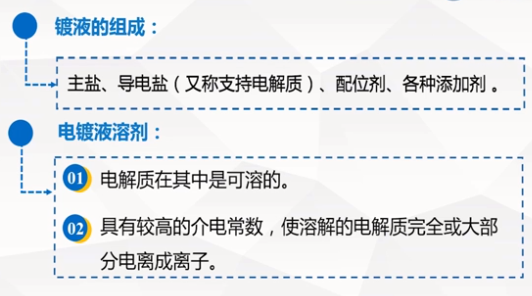 镀液的组成：
主盐、导电盐（又称支持电解质）、配位剂、各种添加剂 。
电镀液溶剂：
01 电解质在其中是可溶的。
02 具有较高的介电常数，使溶解的电解质完全或大部
分电离成离子。